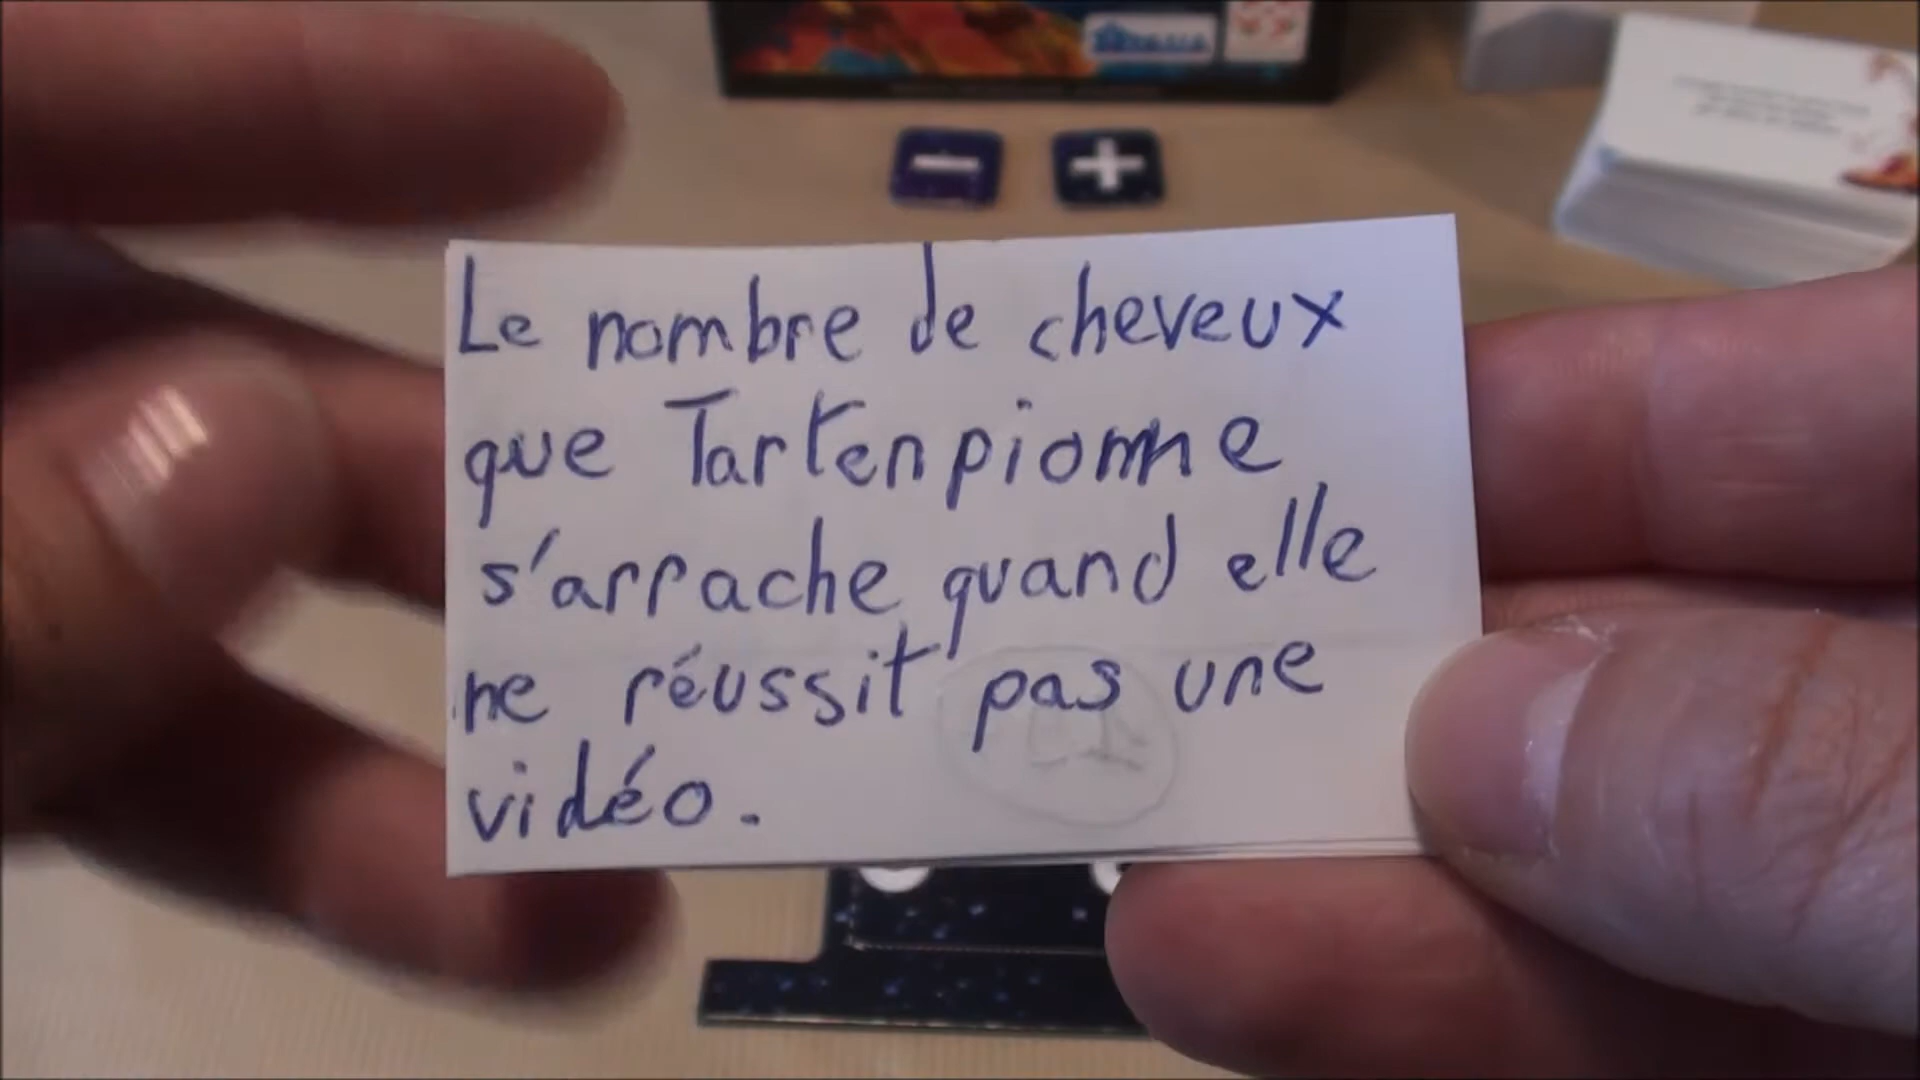 Le nombre de cheveux
que Tartenpionne
s'arrache quand elle
ne réussit pas une
vidéo.
- +